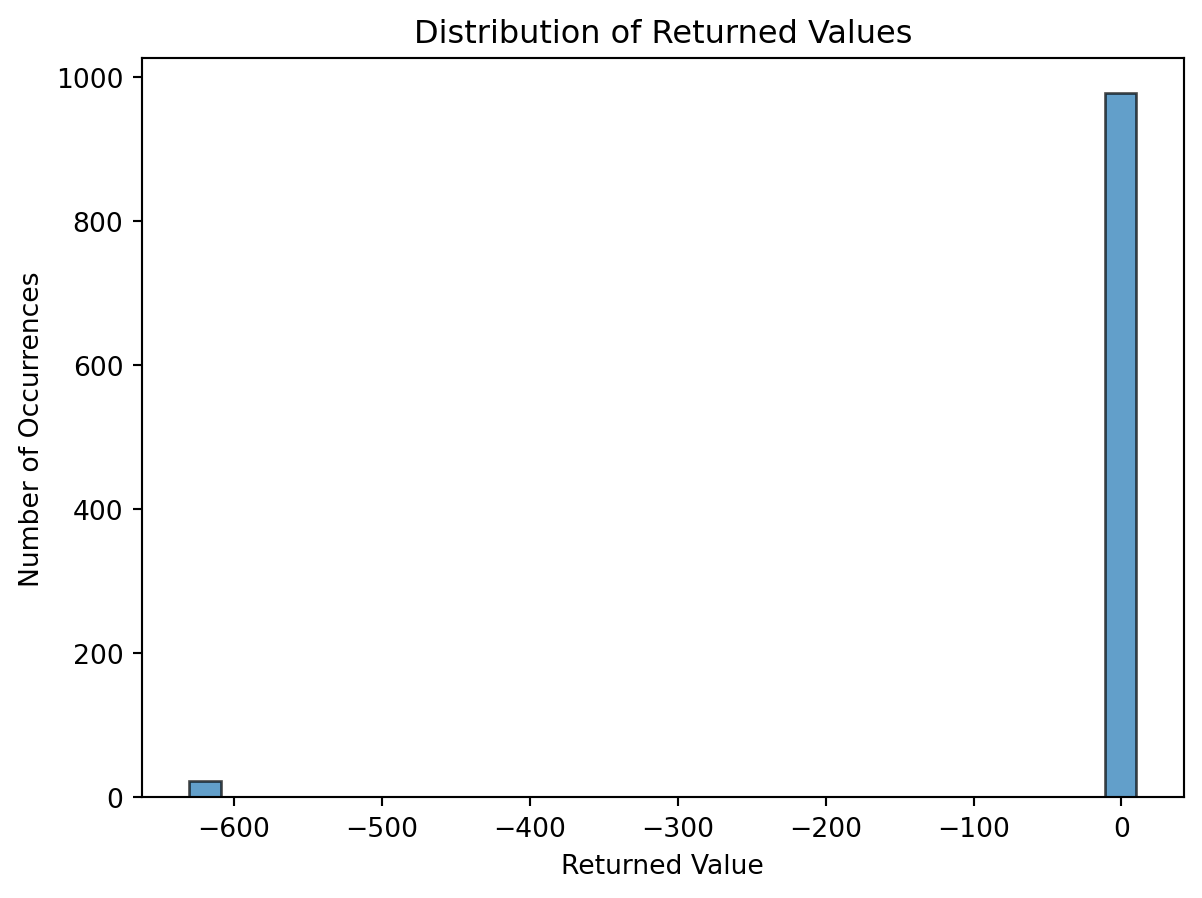 Distribution of Returned Values
1000
800
600
400
200
0
Number of Occurrences
−600 −500 −400 −300 −200 −100 0
Returned Value